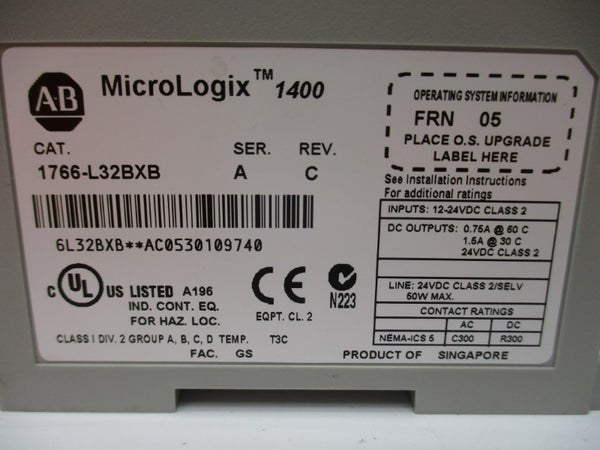 AB
MicroLogix™ 1400
CAT. SER. REV.
1766-L32BXB A C
6L32BXB**AC0530109740
C UL US LISTED A196
IND. CONT. EQ.
FOR HAZ. LOC.
CE
EQPT. CL. 2
N223
CLASS I DIV. 2 GROUP A, B, C, D TEMP. T3C
FAC. GS
OPERATING SYSTEM INFORMATION
FRN 05
PLACE O.S. UPGRADE
LABEL HERE
See Installation Instructions
For additional ratings
INPUTS: 12-24VDC CLASS 2
DC OUTPUTS: 0.75A @ 60 C
1.5A @ 30 C
24VDC CLASS 2
LINE: 24VDC CLASS 2/SELV
50W MAX.
CONTACT RATINGS
AC DC
NEMA-ICS 5 C300 R300
PRODUCT OF SINGAPORE